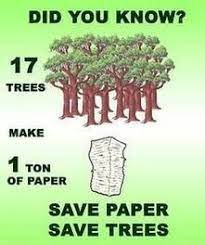 DID YOU KNOW?
17
TREES
MAKE
1 TON
OF PAPER
SAVE PAPER
SAVE TREES